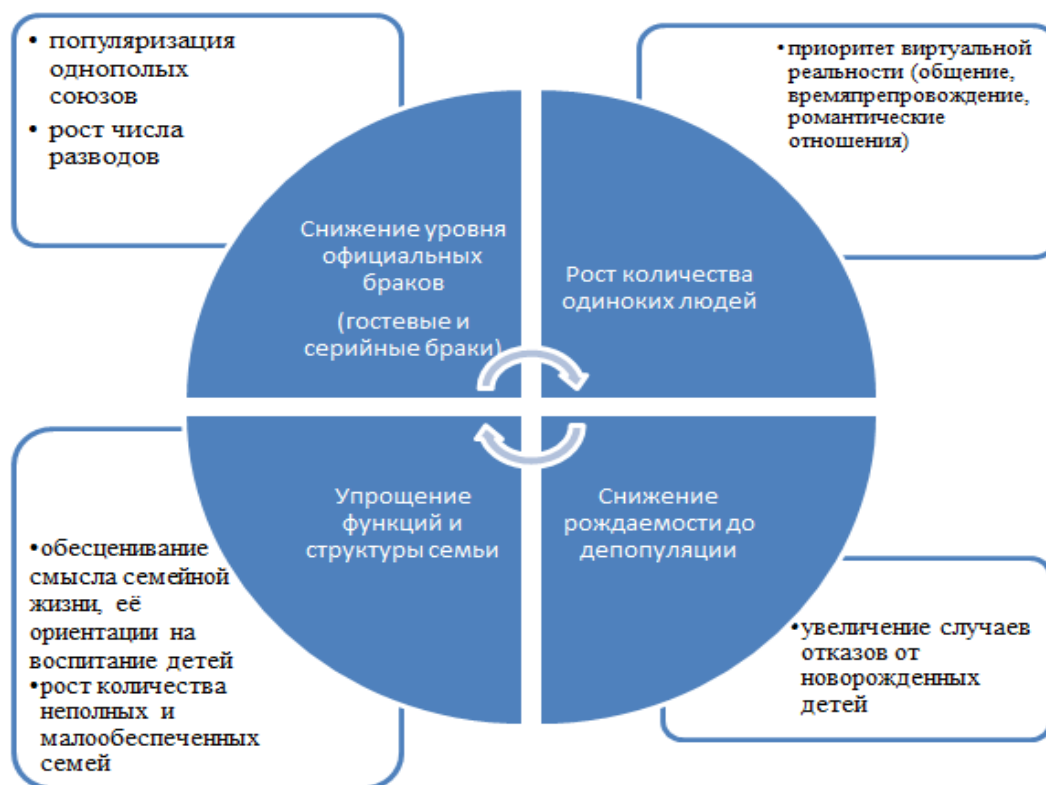 • популяризация
однополых
союзов
• рост числа
разводов
•приоритет виртуальной
реальности (общение,
времяпрепровождение,
романтические
отношения)
Снижение уровня
официальных
браков
(гостевые и
серийные браки)
Рост количества
одиноких людей
Упрощение
функций и
структуры семьи
Снижение
рождаемости до
депопуляции
•обесценивание
смысла семейной
жизни, её
ориентации на
воспитание детей
•рост количества
неполных и
малообеспеченных
семей
•увеличение случаев
отказов от
новорожденных
детей